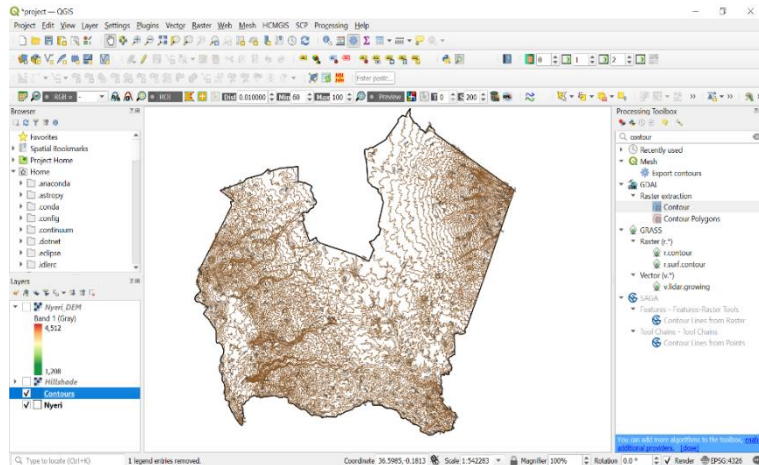 *project — QGIS
Project Edit View Layer Settings Plugins Vector Raster Web Mesh HCMGIS SCP Processing Help
RGB = - RGI Dist 0.010000 Min 60 Max 100 Preview 0 K 200
Browser
Favorites
Spatial Bookmarks
Project Home
Home
.anaconda
.astropy
.conda
.config
.continuum
.dotnet
.eclipse
.idlerc
Layers
Nyeri_DEM
Band 1 (Gray)
4,512
1,208
Hillshade
Contours
Nyeri
Processing Toolbox
contour
Recently used
Mesh
Export contours
GDAL
Raster extraction
Contour
Contour Polygons
GRASS
Raster (r.*)
r.contour
r.surf.contour
Vector (v.*)
v.lidar.growing
SAGA
Features - Features-Raster Tools
Contour Lines from Raster
Tool Chains - Tool Chains
Contour Lines from Points
You can add more algorithms to the toolbox,
additional providers. [close]
Type to locate (Ctrl+K) 1 legend entries removed. Coordinate 36.5985,-0.1813 Scale 1:542283 Magnifier 100% Rotation 0.0 ° Render EPSG:4326